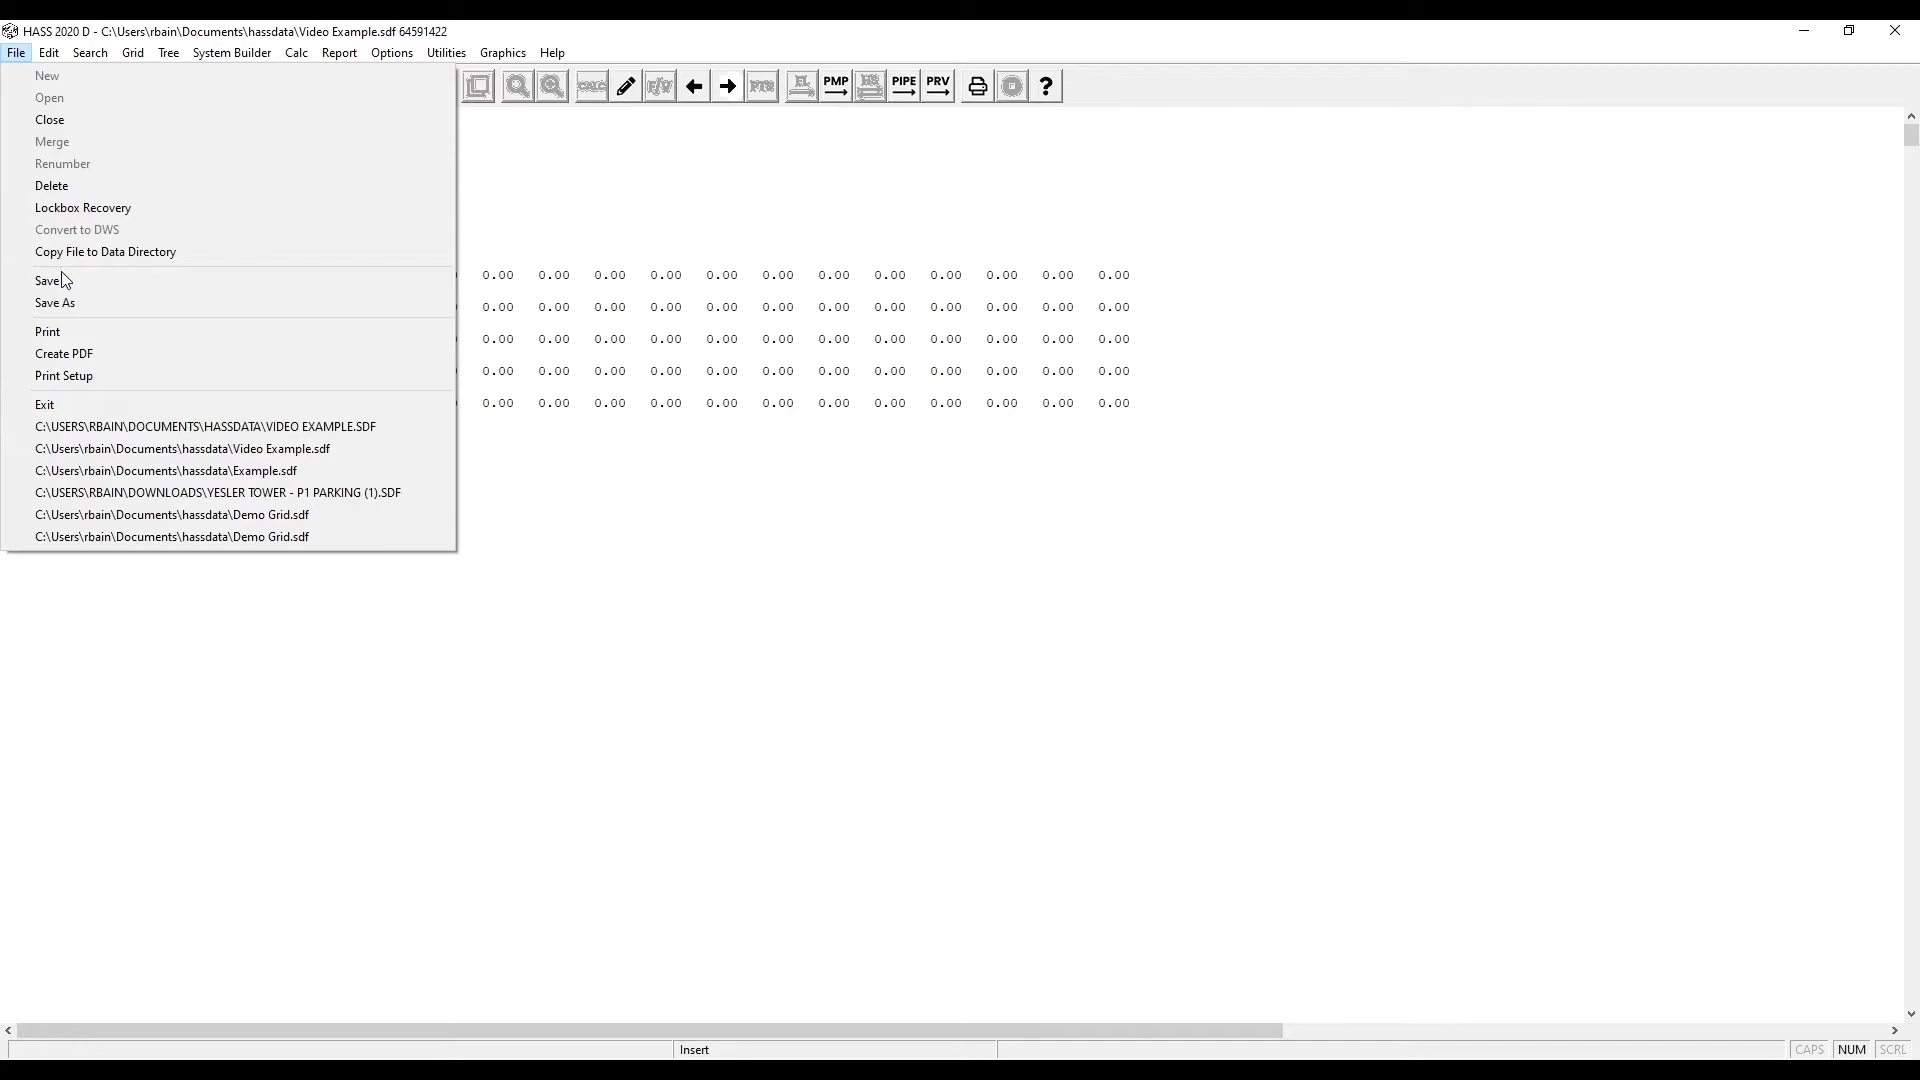 HASS 2020 D - C:\Users\rbain\Documents\hassdata\Video Example.sdf 64591422
File Edit Search Grid Tree System Builder Calc Report Options Utilities Graphics Help
CALC F/W PTS EL PMP HS PIPE PRV ?
New
Open
Close
Merge
Renumber
Delete
Lockbox Recovery
Convert to DWS
Copy File to Data Directory
Save
Save As
Print
Create PDF
Print Setup
Exit
C:\USERS\RBAIN\DOCUMENTS\HASSDATA\VIDEO EXAMPLE.SDF
C:\Users\rbain\Documents\hassdata\Video Example.sdf
C:\Users\rbain\Documents\hassdata\Example.sdf
C:\USERS\RBAIN\DOWNLOADS\YESLER TOWER - P1 PARKING (1).SDF
C:\Users\rbain\Documents\hassdata\Demo Grid.sdf
C:\Users\rbain\Documents\hassdata\Demo Grid.sdf
0.00 0.00 0.00 0.00 0.00 0.00 0.00 0.00 0.00 0.00 0.00 0.00
0.00 0.00 0.00 0.00 0.00 0.00 0.00 0.00 0.00 0.00 0.00 0.00
0.00 0.00 0.00 0.00 0.00 0.00 0.00 0.00 0.00 0.00 0.00 0.00
0.00 0.00 0.00 0.00 0.00 0.00 0.00 0.00 0.00 0.00 0.00 0.00
0.00 0.00 0.00 0.00 0.00 0.00 0.00 0.00 0.00 0.00 0.00 0.00
Insert CAPS NUM SCRL